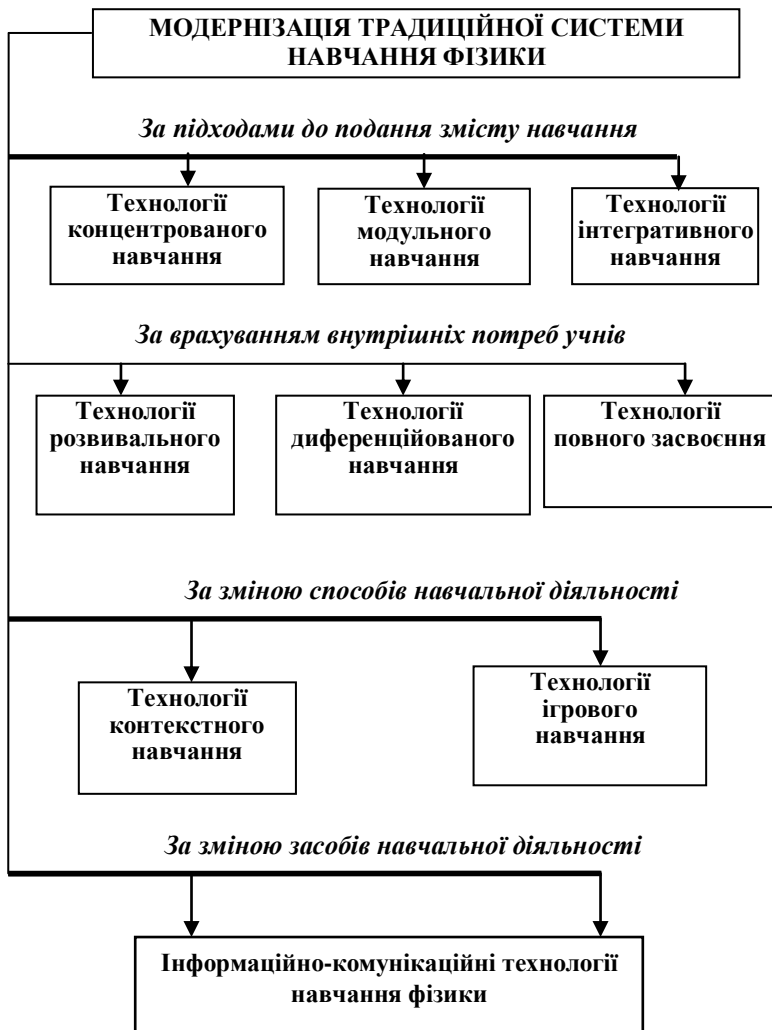 МОДЕРНІЗАЦІЯ ТРАДИЦІЙНОЇ СИСТЕМИ
НАВЧАННЯ ФІЗИКИ
За підходами до подання змісту навчання
Технології
концентрованого
навчання
Технології
модульного
навчання
Технології
інтегративного
навчання
За врахуванням внутрішніх потреб учнів
Технології
розвивального
навчання
Технології
диференційованого
навчання
Технології
повного засвоєння
За зміною способів навчальної діяльності
Технології
контекстного
навчання
Технології
ігрового
навчання
За зміною засобів навчальної діяльності
Інформаційно-комунікаційні технології
навчання фізики